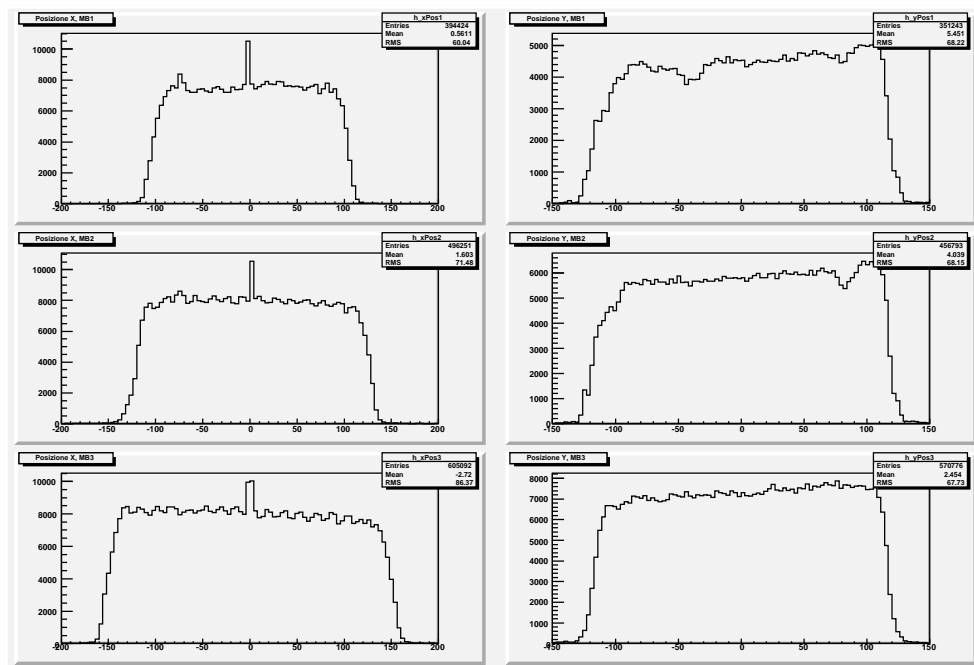 Posizione X, MB1
h_xPos1
Entries 394424
Mean 0.5611
RMS 60.04
10000
8000
6000
4000
2000
0
-200 -150 -100 -50 0 50 100 150 200
Posizione Y, MB1
h_yPos1
Entries 351243
Mean 5.451
RMS 68.22
5000
4000
3000
2000
1000
0
-150 -100 -50 0 50 100 150
Posizione X, MB2
h_xPos2
Entries 496251
Mean 1.603
RMS 71.48
10000
8000
6000
4000
2000
0
-200 -150 -100 -50 0 50 100 150 200
Posizione Y, MB2
h_yPos2
Entries 456793
Mean 4.039
RMS 68.15
6000
5000
4000
3000
2000
1000
0
-150 -100 -50 0 50 100 150
Posizione X, MB3
h_xPos3
Entries 605092
Mean -2.72
RMS 86.37
10000
8000
6000
4000
2000
0
-200 -150 -100 -50 0 50 100 150 200
Posizione Y, MB3
h_yPos3
Entries 570776
Mean 2.454
RMS 67.73
8000
7000
6000
5000
4000
3000
2000
1000
0
-150 -100 -50 0 50 100 150